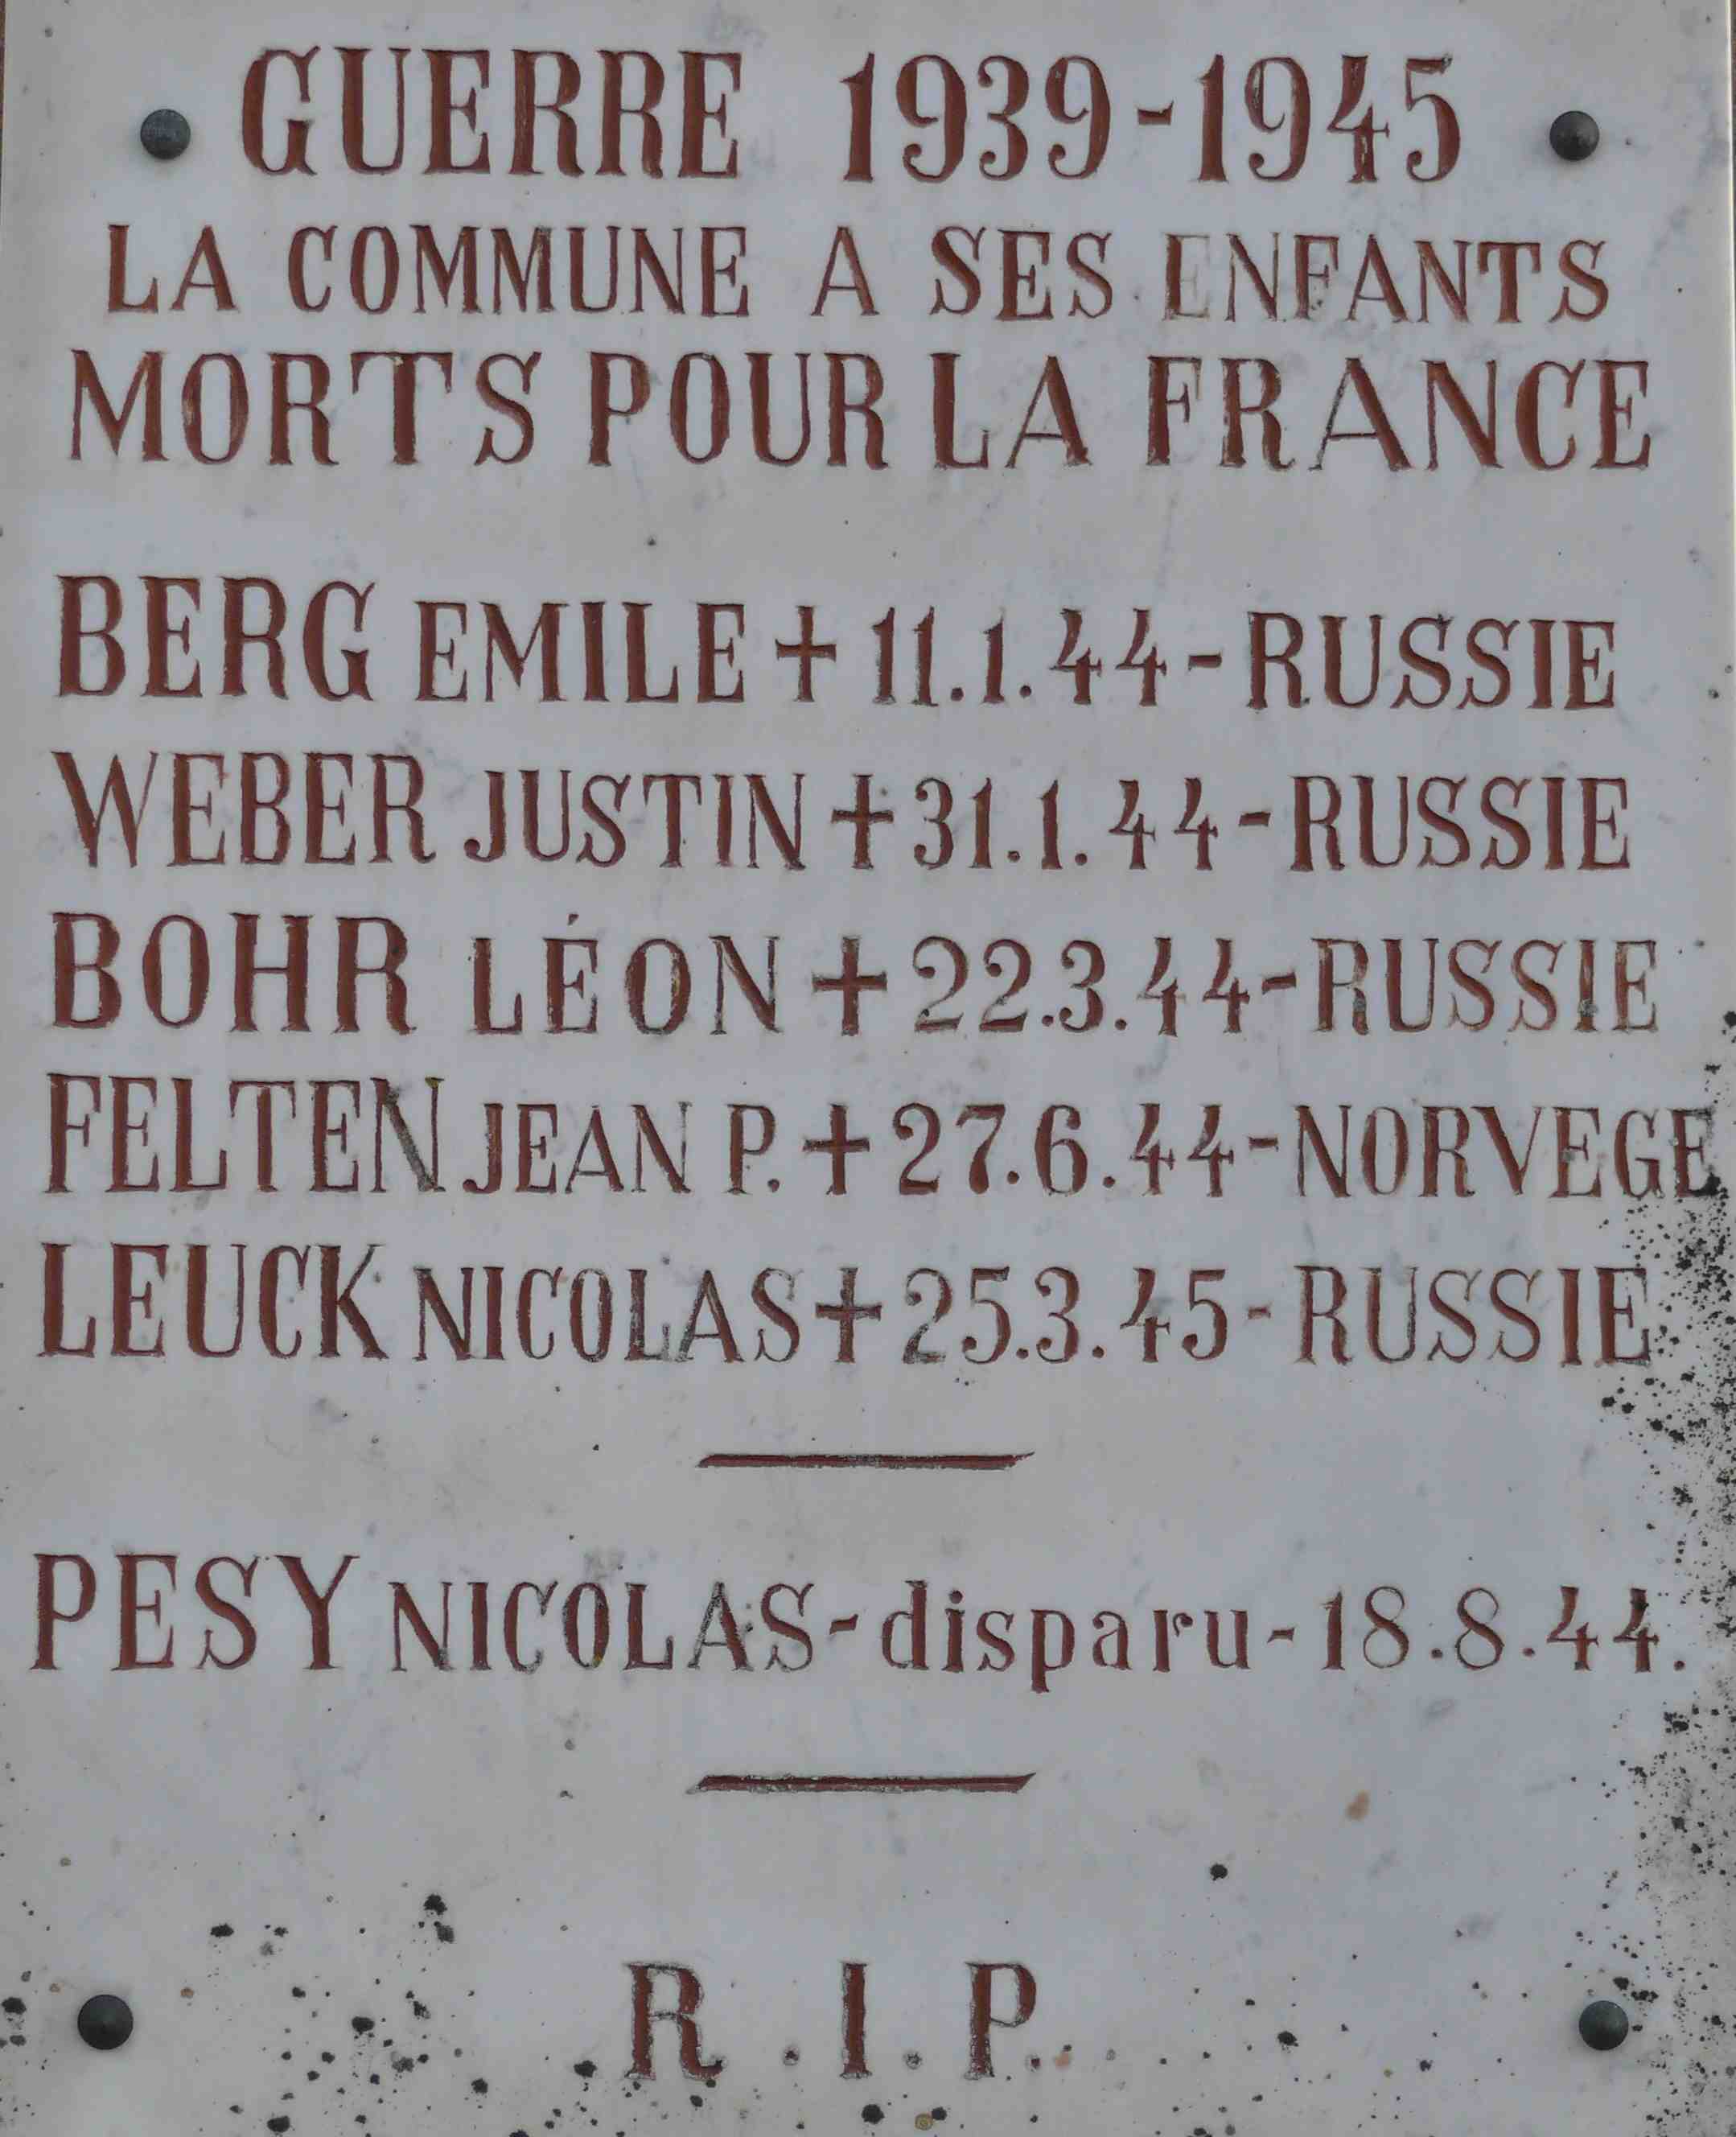 GUERRE 1939-1945
LA COMMUNE A SES ENFANTS
MORTS POUR LA FRANCE
BERG EMILE + 11.1.44 - RUSSIE
WEBER JUSTIN + 31.1.44 - RUSSIE
BOHR LÉON + 22.3.44 - RUSSIE
FELTEN JEAN P. + 27.6.44 - NORVEGE
LEUCK NICOLAS + 25.3.45 - RUSSIE
PESY NICOLAS - disparu - 18.8.44.
R.I.P.